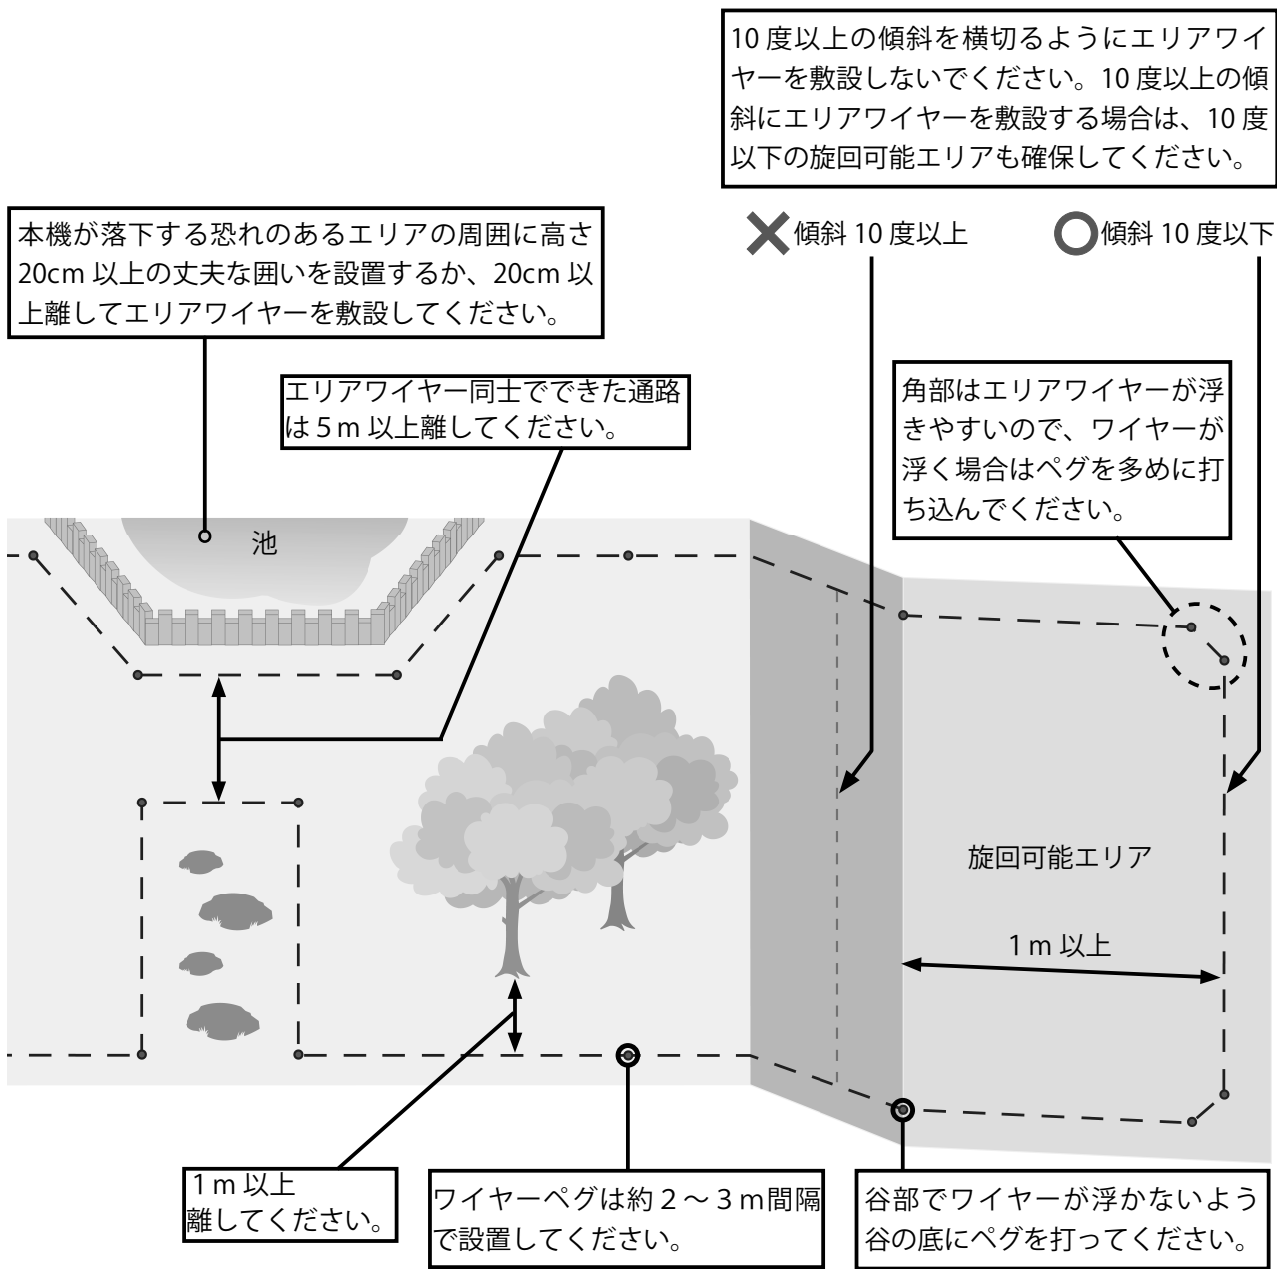 10 度以上の傾斜を横切るようにエリアワイ
ヤーを敷設しないでください。10 度以上の傾
斜にエリアワイヤーを敷設する場合は、10 度
以下の旋回可能エリアも確保してください。
本機が落下する恐れのあるエリアの周囲に高さ
20cm 以上の丈夫な囲いを設置するか、20cm 以
上離してエリアワイヤーを敷設してください。
傾斜 10 度以上
傾斜 10 度以下
エリアワイヤー同士でできた通路
は 5 m 以上離してください。
角部はエリアワイヤーが浮
きやすいので、ワイヤーが
浮く場合はペグを多めに打
ち込んでください。
池
旋回可能エリア
1 m 以上
1 m 以上
離してください。
ワイヤーペグは約 2 ～ 3 m 間隔
で設置してください。
谷部でワイヤーが浮かないよう
谷の底にペグを打ってください。